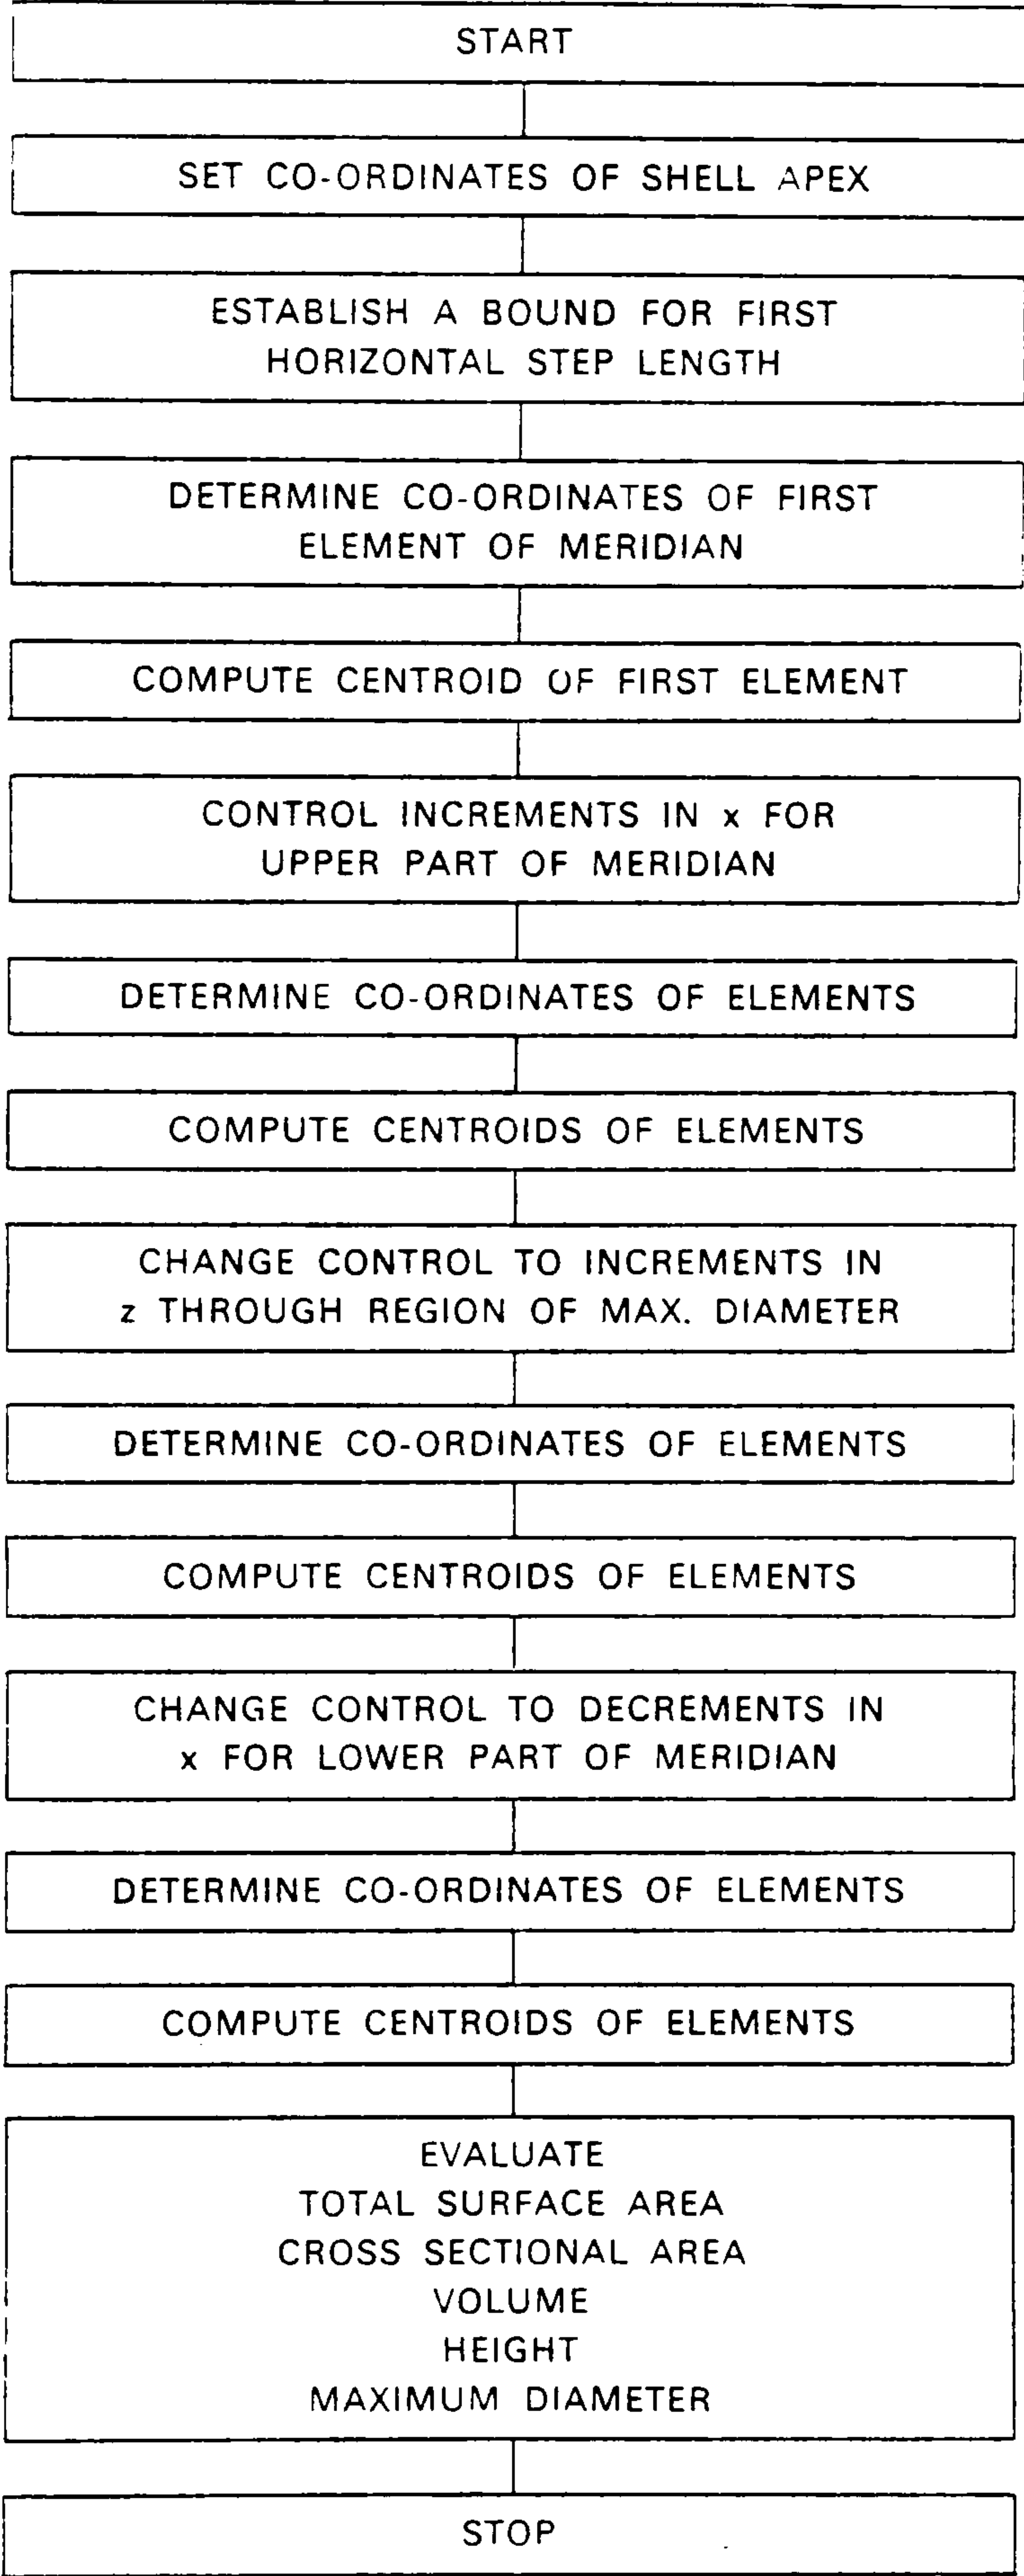 START
SET CO-ORDINATES OF SHELL APEX
ESTABLISH A BOUND FOR FIRST
HORIZONTAL STEP LENGTH
DETERMINE CO-ORDINATES OF FIRST
ELEMENT OF MERIDIAN
COMPUTE CENTROID OF FIRST ELEMENT
CONTROL INCREMENTS IN x FOR
UPPER PART OF MERIDIAN
DETERMINE CO-ORDINATES OF ELEMENTS
COMPUTE CENTROIDS OF ELEMENTS
CHANGE CONTROL TO INCREMENTS IN
z THROUGH REGION OF MAX. DIAMETER
DETERMINE CO-ORDINATES OF ELEMENTS
COMPUTE CENTROIDS OF ELEMENTS
CHANGE CONTROL TO DECREMENTS IN
x FOR LOWER PART OF MERIDIAN
DETERMINE CO-ORDINATES OF ELEMENTS
COMPUTE CENTROIDS OF ELEMENTS
EVALUATE
TOTAL SURFACE AREA
CROSS SECTIONAL AREA
VOLUME
HEIGHT
MAXIMUM DIAMETER
STOP